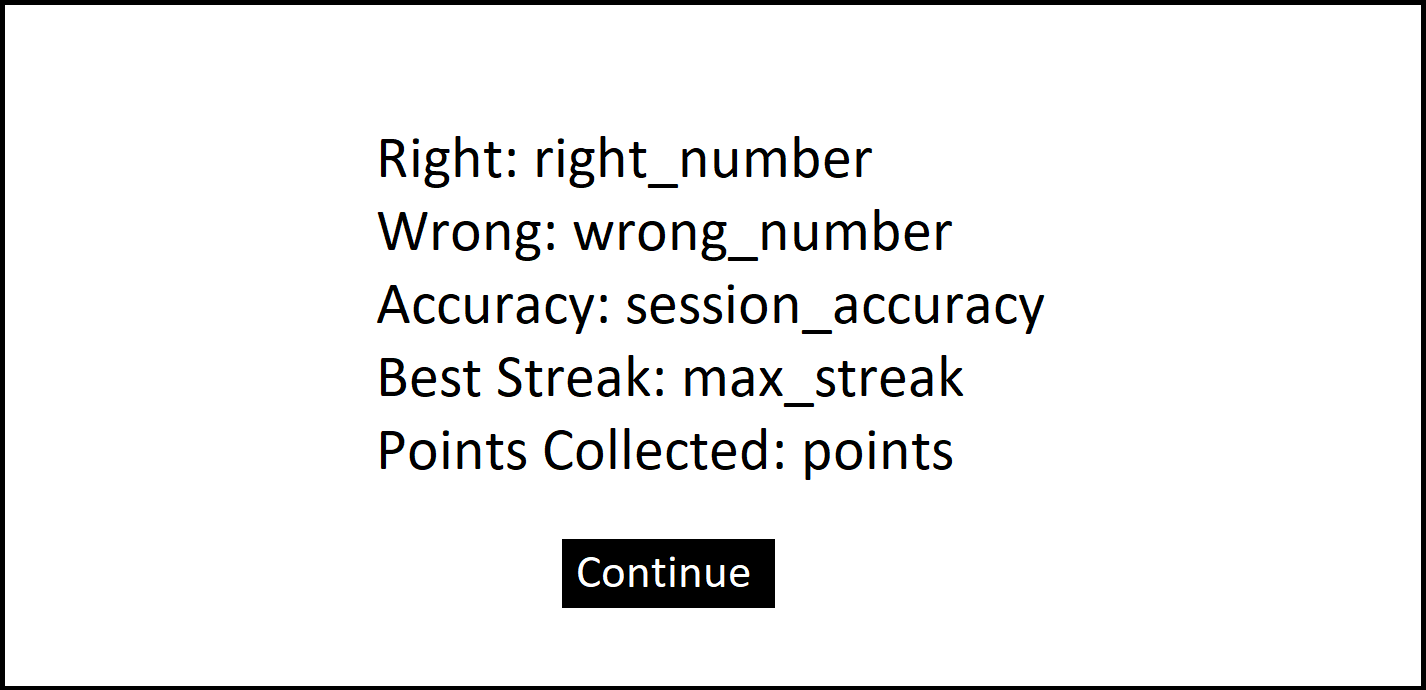 Right: right_number
Wrong: wrong_number
Accuracy: session_accuracy
Best Streak: max_streak
Points Collected: points
Continue